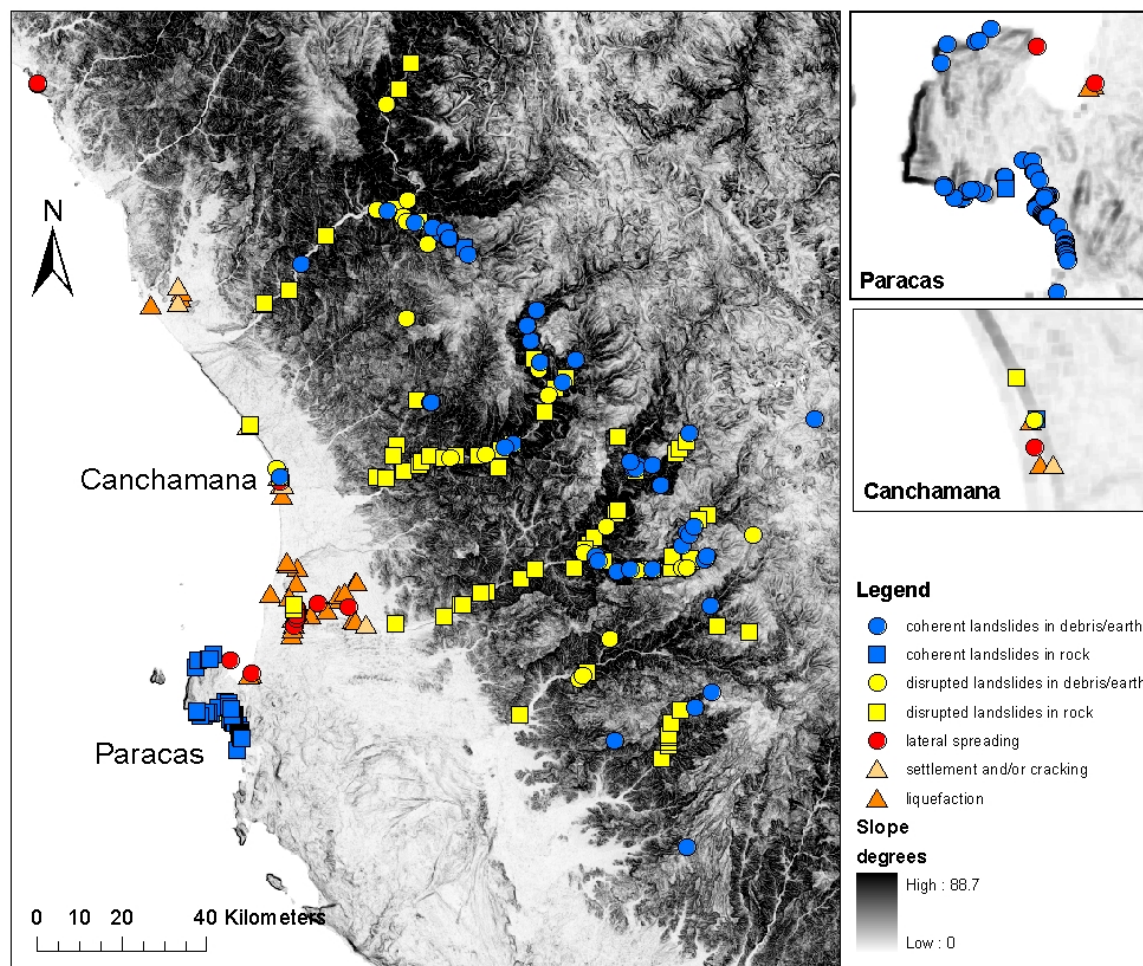 N
Canchamana
Paracas
0 10 20 40 Kilometers
Paracas
Canchamana
Legend
coherent landslides in debris/earth
coherent landslides in rock
disrupted landslides in debris/earth
disrupted landslides in rock
lateral spreading
settlement and/or cracking
liquefaction
Slope
degrees
High : 88.7
Low : 0